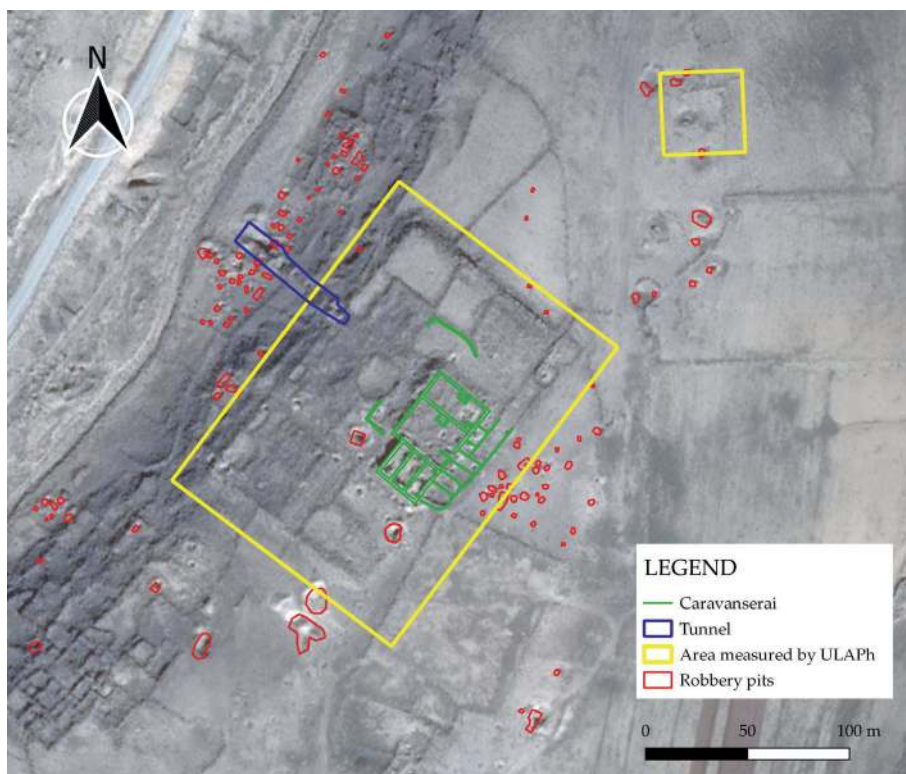 N
LEGEND
Caravanserai
Tunnel
Area measured by ULAPh
Robbery pits
0 50 100 m